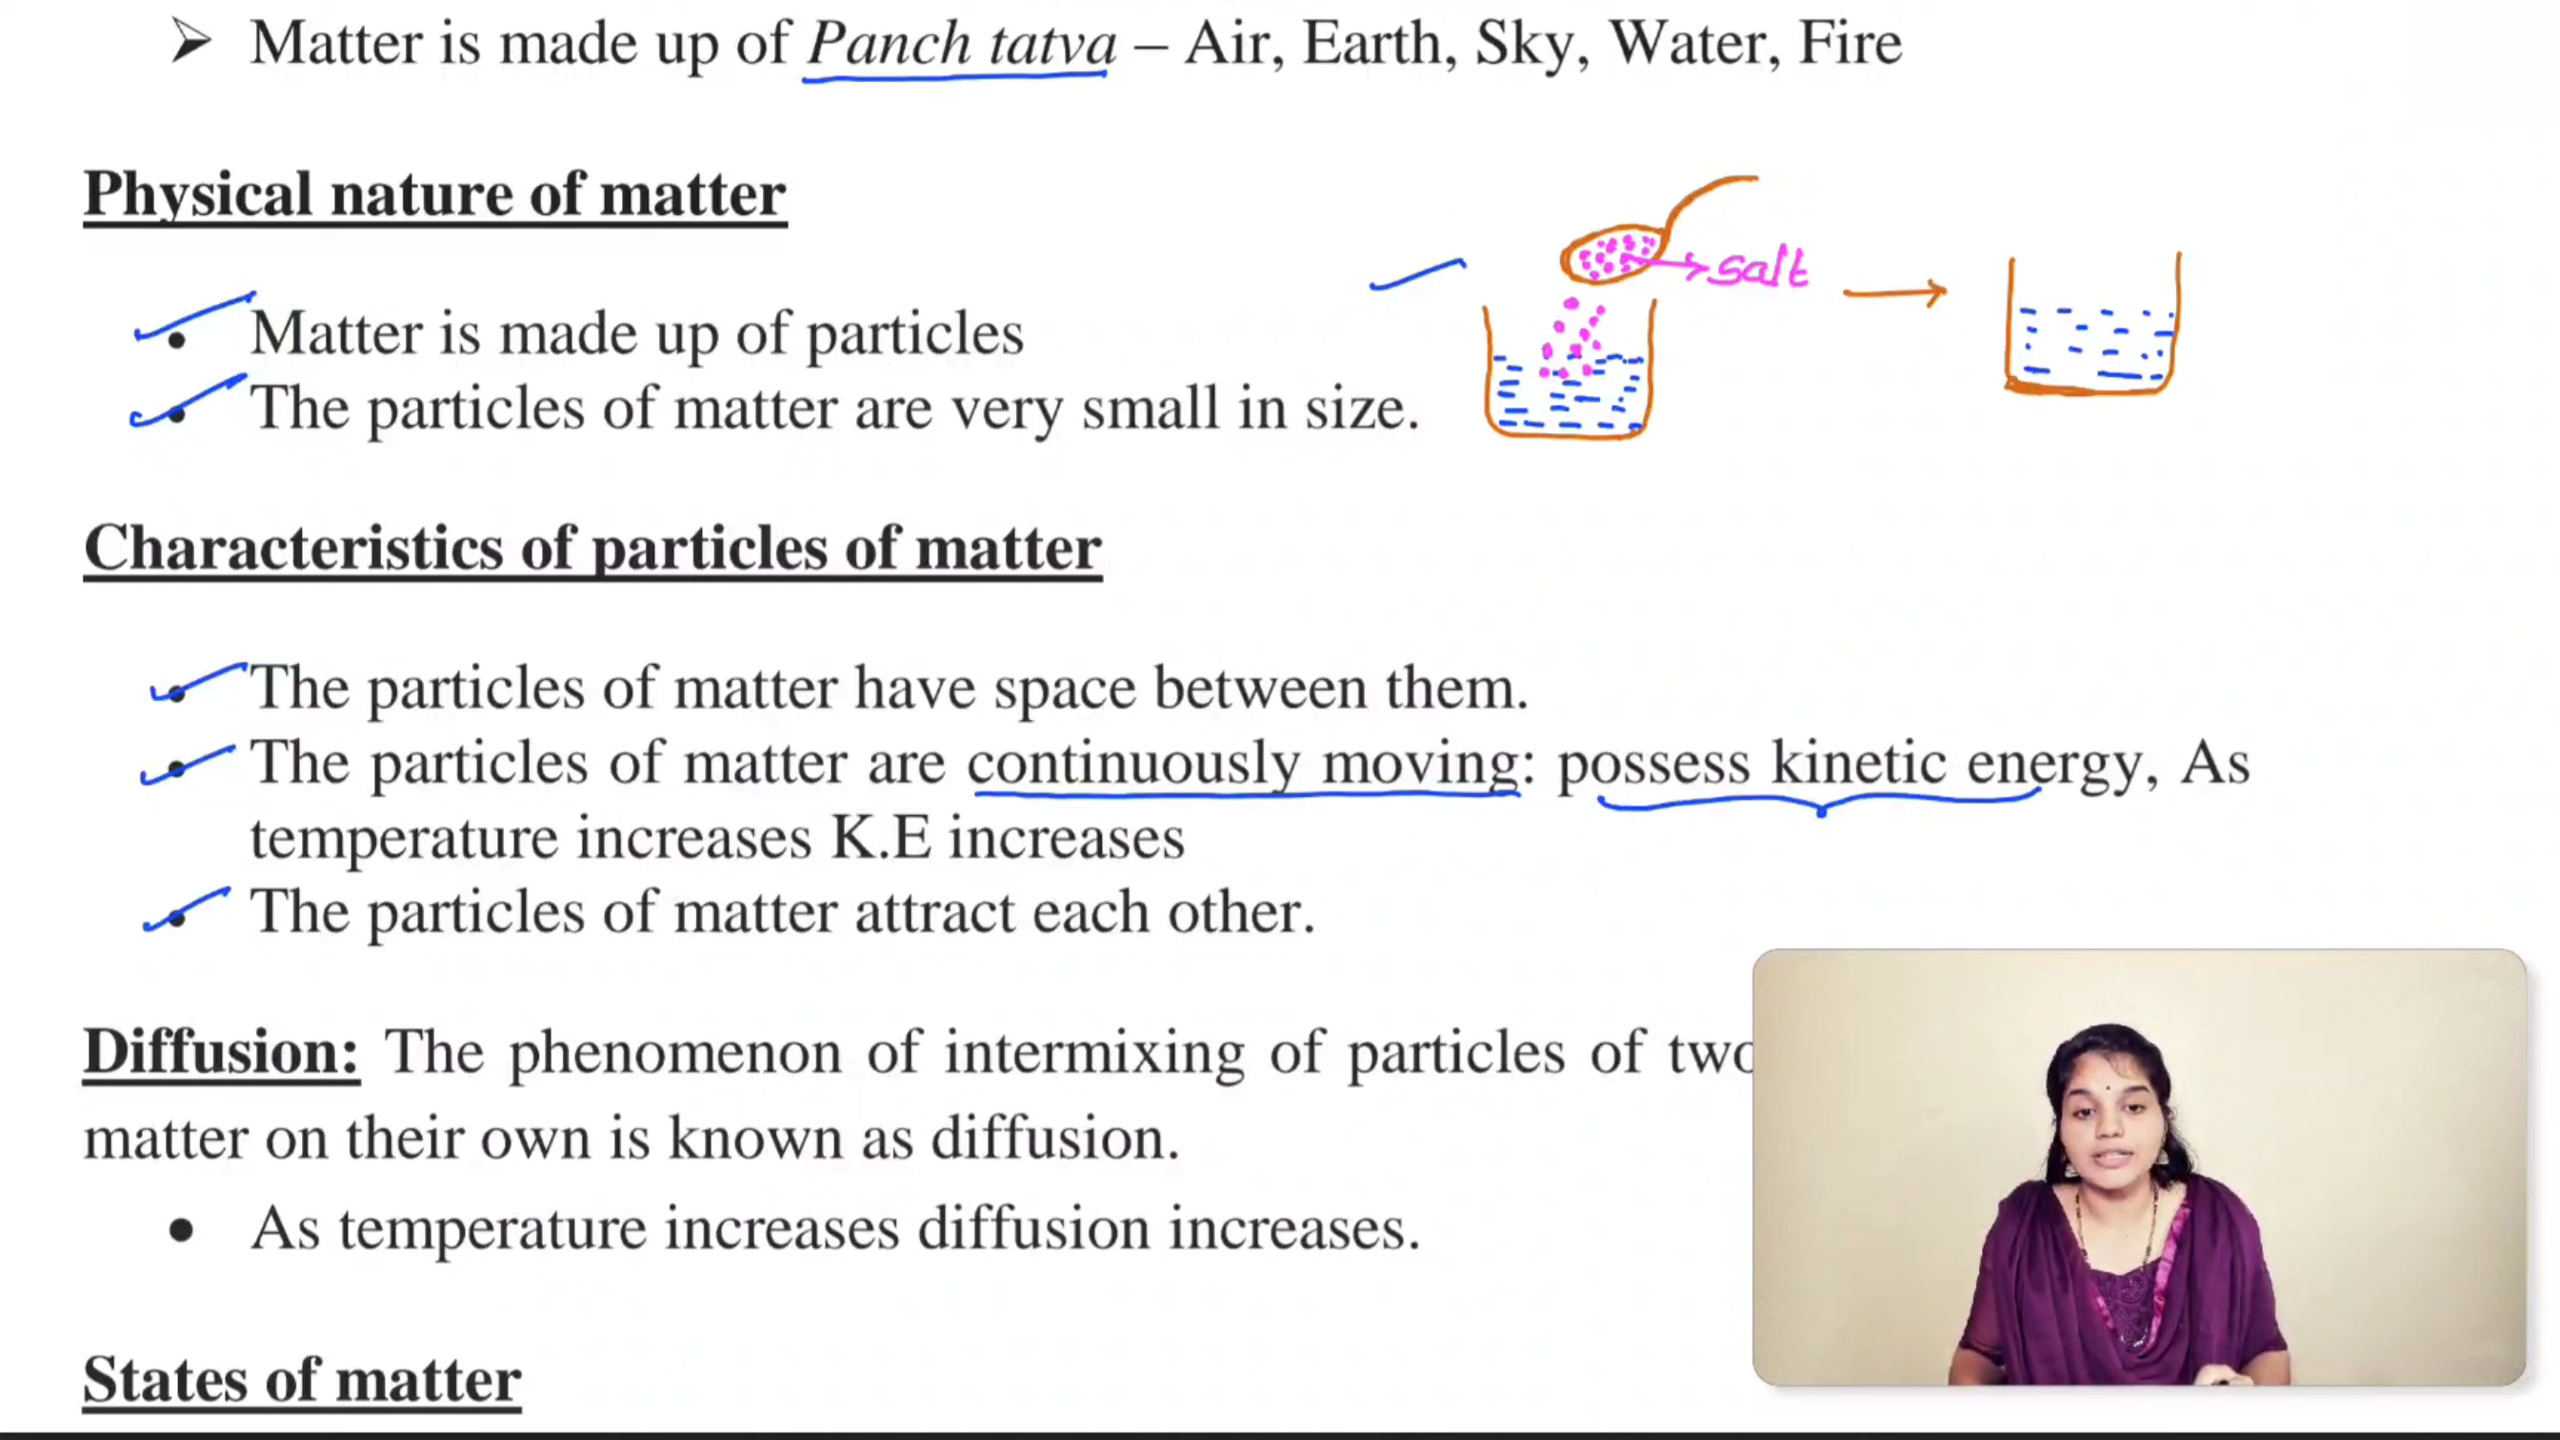 ➤ Matter is made up of Panch tatva – Air, Earth, Sky, Water, Fire
Physical nature of matter
• Matter is made up of particles
• The particles of matter are very small in size.
salt
Characteristics of particles of matter
• The particles of matter have space between them.
• The particles of matter are continuously moving: possess kinetic energy, As
temperature increases K.E increases
• The particles of matter attract each other.
Diffusion: The phenomenon of intermixing of particles of two
matter on their own is known as diffusion.
• As temperature increases diffusion increases.
States of matter